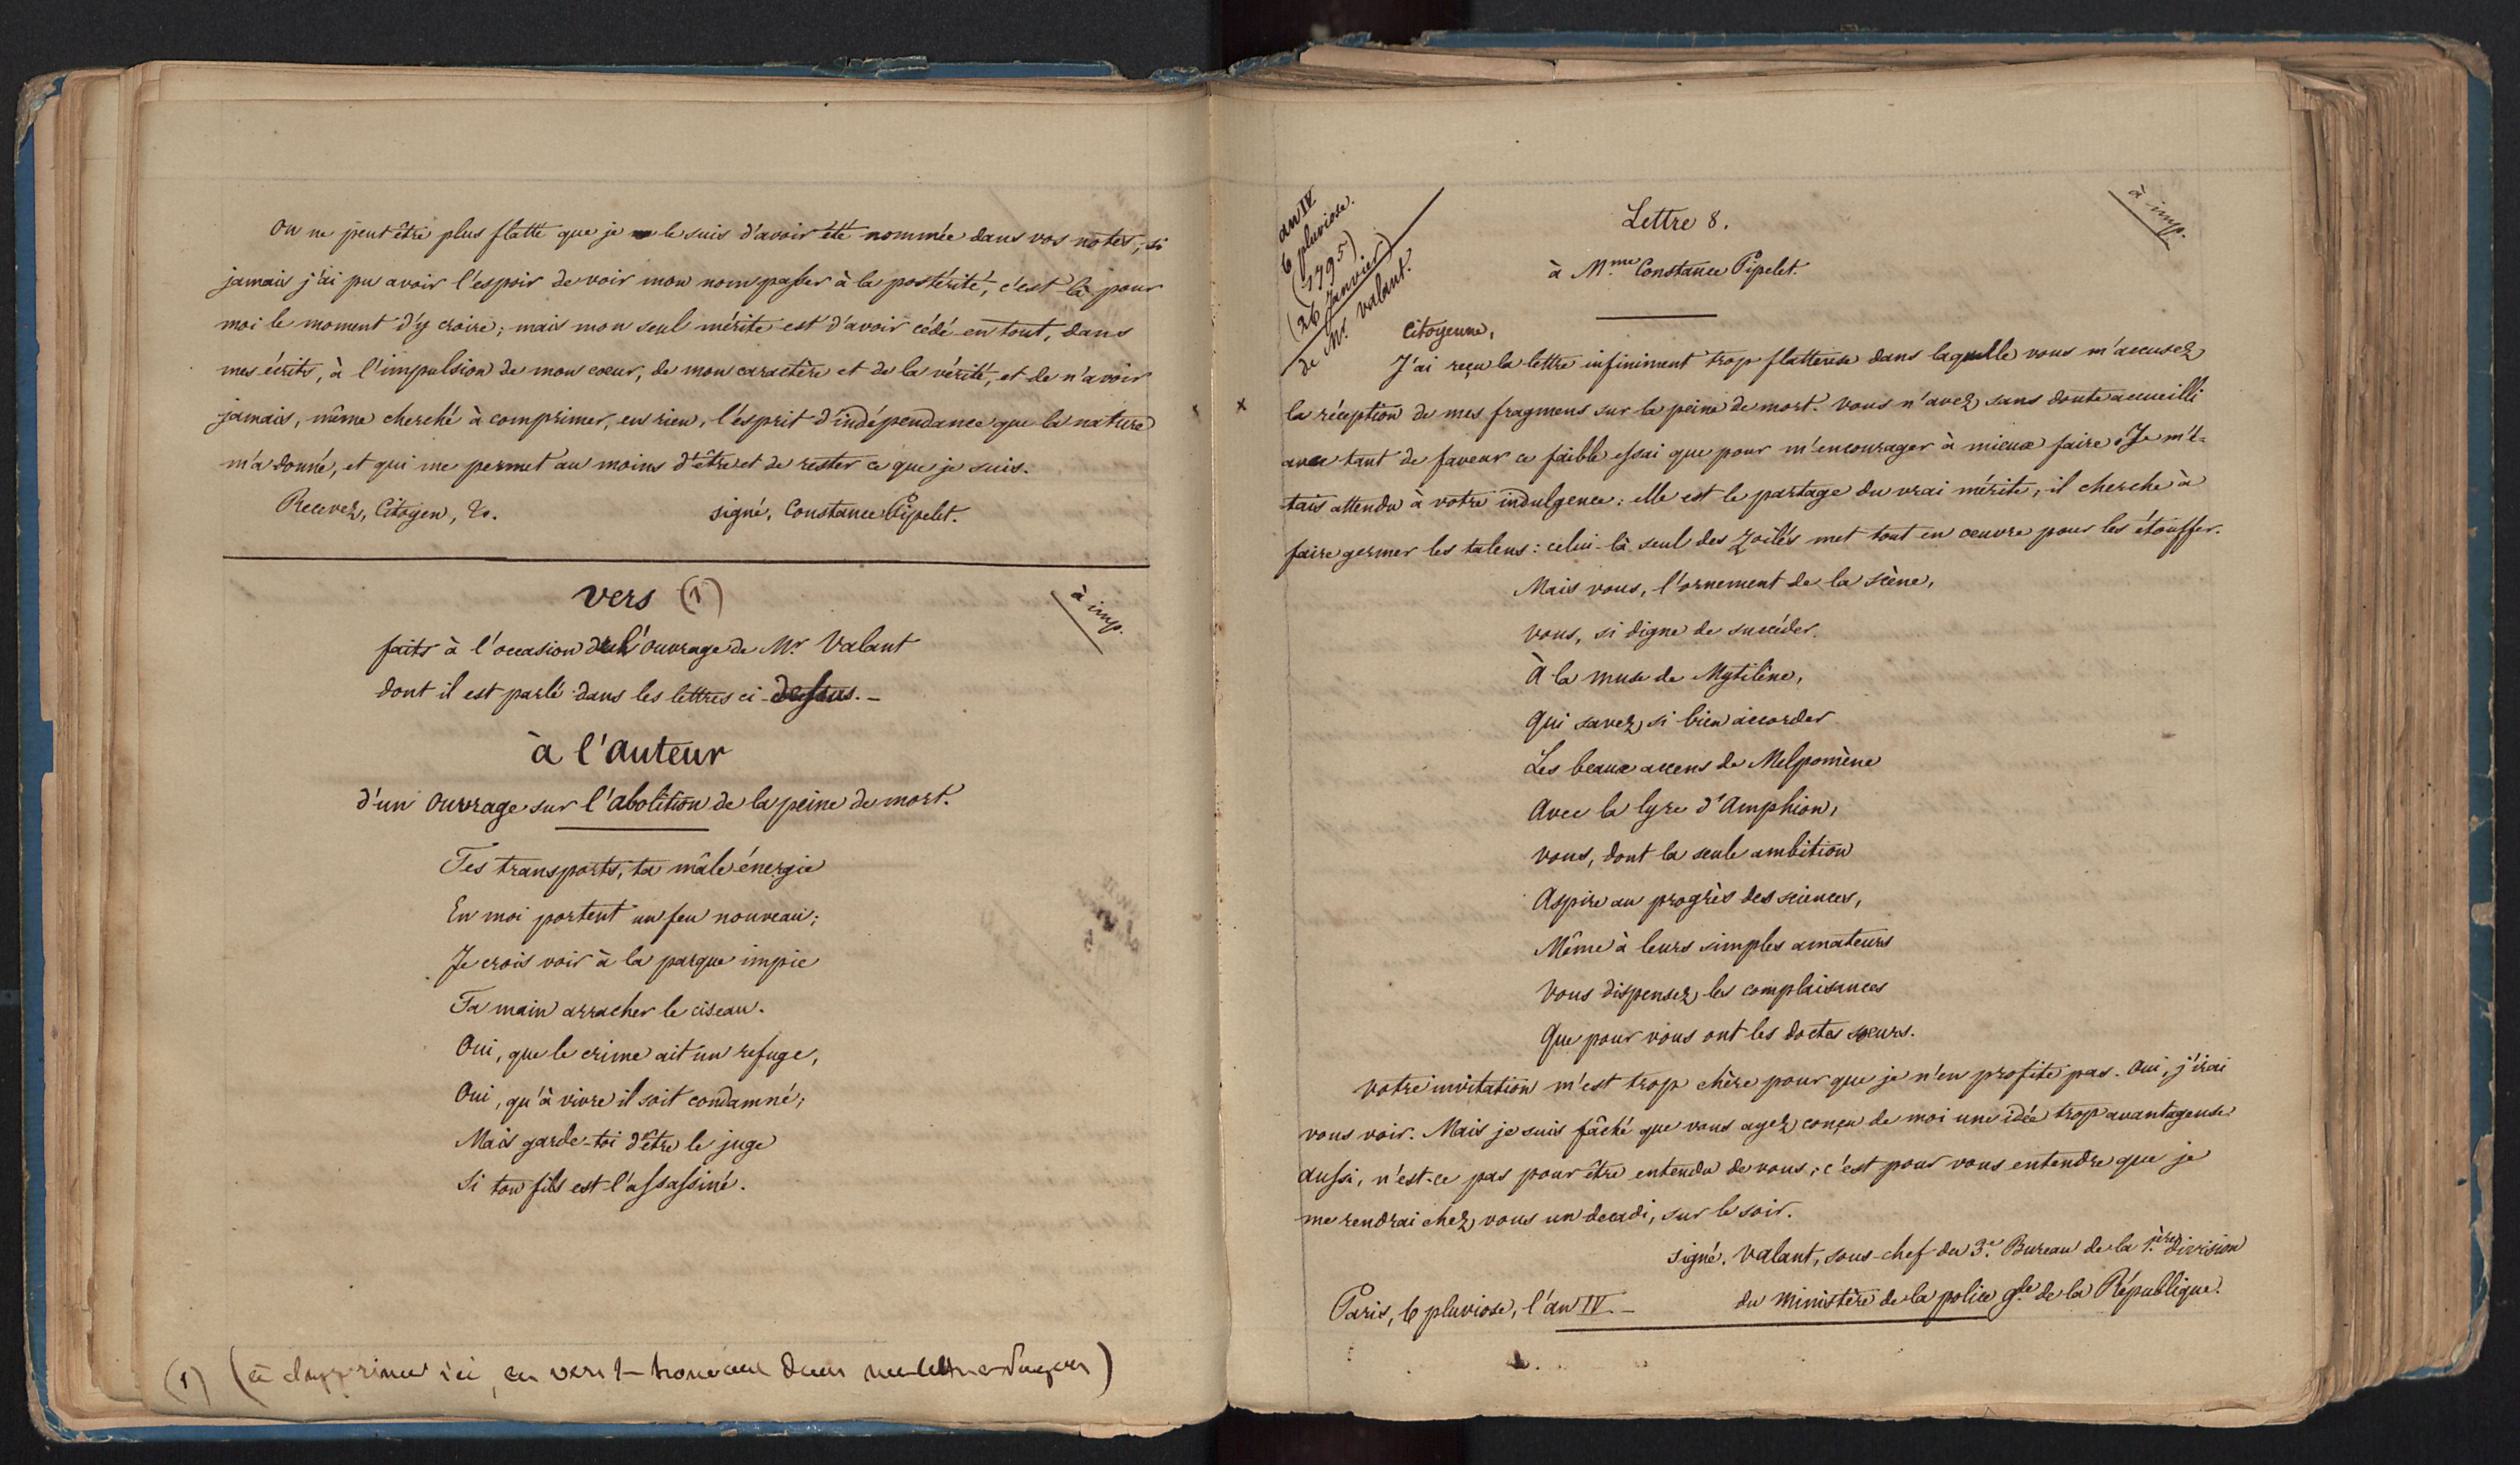 On ne peut être plus flatté que je le suis d'avoir été nommée dans vos notes; si
jamais j'ai pu avoir l'espoir de voir mon nom passer à la postérité, c'est là pour
moi le moment d'y croire; mais mon seul mérite est d'avoir cédé en tout, dans
mes écrits, à l'impulsion de mon cœur, de mon caractère et de la vérité, et de n'avoir
jamais, même cherché à comprimer, en rien, l'esprit d'indépendance que la nature
m'a donné, et qui me permet au moins d'être et de rester ce que je suis.
Recevez, Citoyen, &c. signé, Constance Pipelet.
vers (1)
à imp.
faits à l'occasion de l'ouvrage de Mr Valant
dont il est parlé dans les lettres ci-dessus.—
à l'auteur
d'un ouvrage sur l'abolition de la peine de mort.
Tes transports, ta mâle énergie
En moi portent un feu nouveau;
Je crois voir à la parque impie
Ta main arracher le ciseau.
Oui, que le crime ait un refuge,
Oui, qu'à vivre il soit condamné;
Mais garde-toi d'être le juge
Si ton fils est l'assassiné.
(1) (à ici, se dans
an IV
6 pluviose.
(1795)
(26 Janvier)
de Mr. Valant.
à imp.
Lettre 8.
à Mme Constance Pipelet.
Citoyenne,
J'ai reçu la lettre infiniment trop flatteuse dans laquelle vous m'accusez
x la réception de mes fragmens sur la peine de mort. Vous n'avez sans doute accueilli
avec tant de faveur ce faible essai que pour m'encourager à mieux faire. Je m'é-
tais attendu à votre indulgence: elle est le partage du vrai mérite; il cherche à
faire germer les talens: celui-là seul des Zoïlés met tout en œuvre pour les étouffer.
Mais vous, l'ornement de la scène,
Vous, si digne de succéder
À la muse de Mytilène,
Qui savez si bien accorder
Les beaux accens de Melpomène
Avec la lyre d'Amphion,
Vous, dont la seule ambition
Aspire au progrès des sciences,
Même à leurs simples amateurs
Vous dispensez les complaisances
Que pour vous ont les doctes sœurs.
Votre invitation m'est trop chère pour que je n'en profite pas. Oui, j'irai
vous voir. Mais je suis fâché que vous ayez conçu de moi une idée trop avantageuse.
Aussi, n'est-ce pas pour être entendu de vous; c'est pour vous entendre que je
me rendrai chez vous un decadi, sur le soir.
signé. Valant, sous-chef du 3e. Bureau de la 1ère division
du Ministère de la police gle de la République.
Paris, 6 pluviose, l'an IV.—